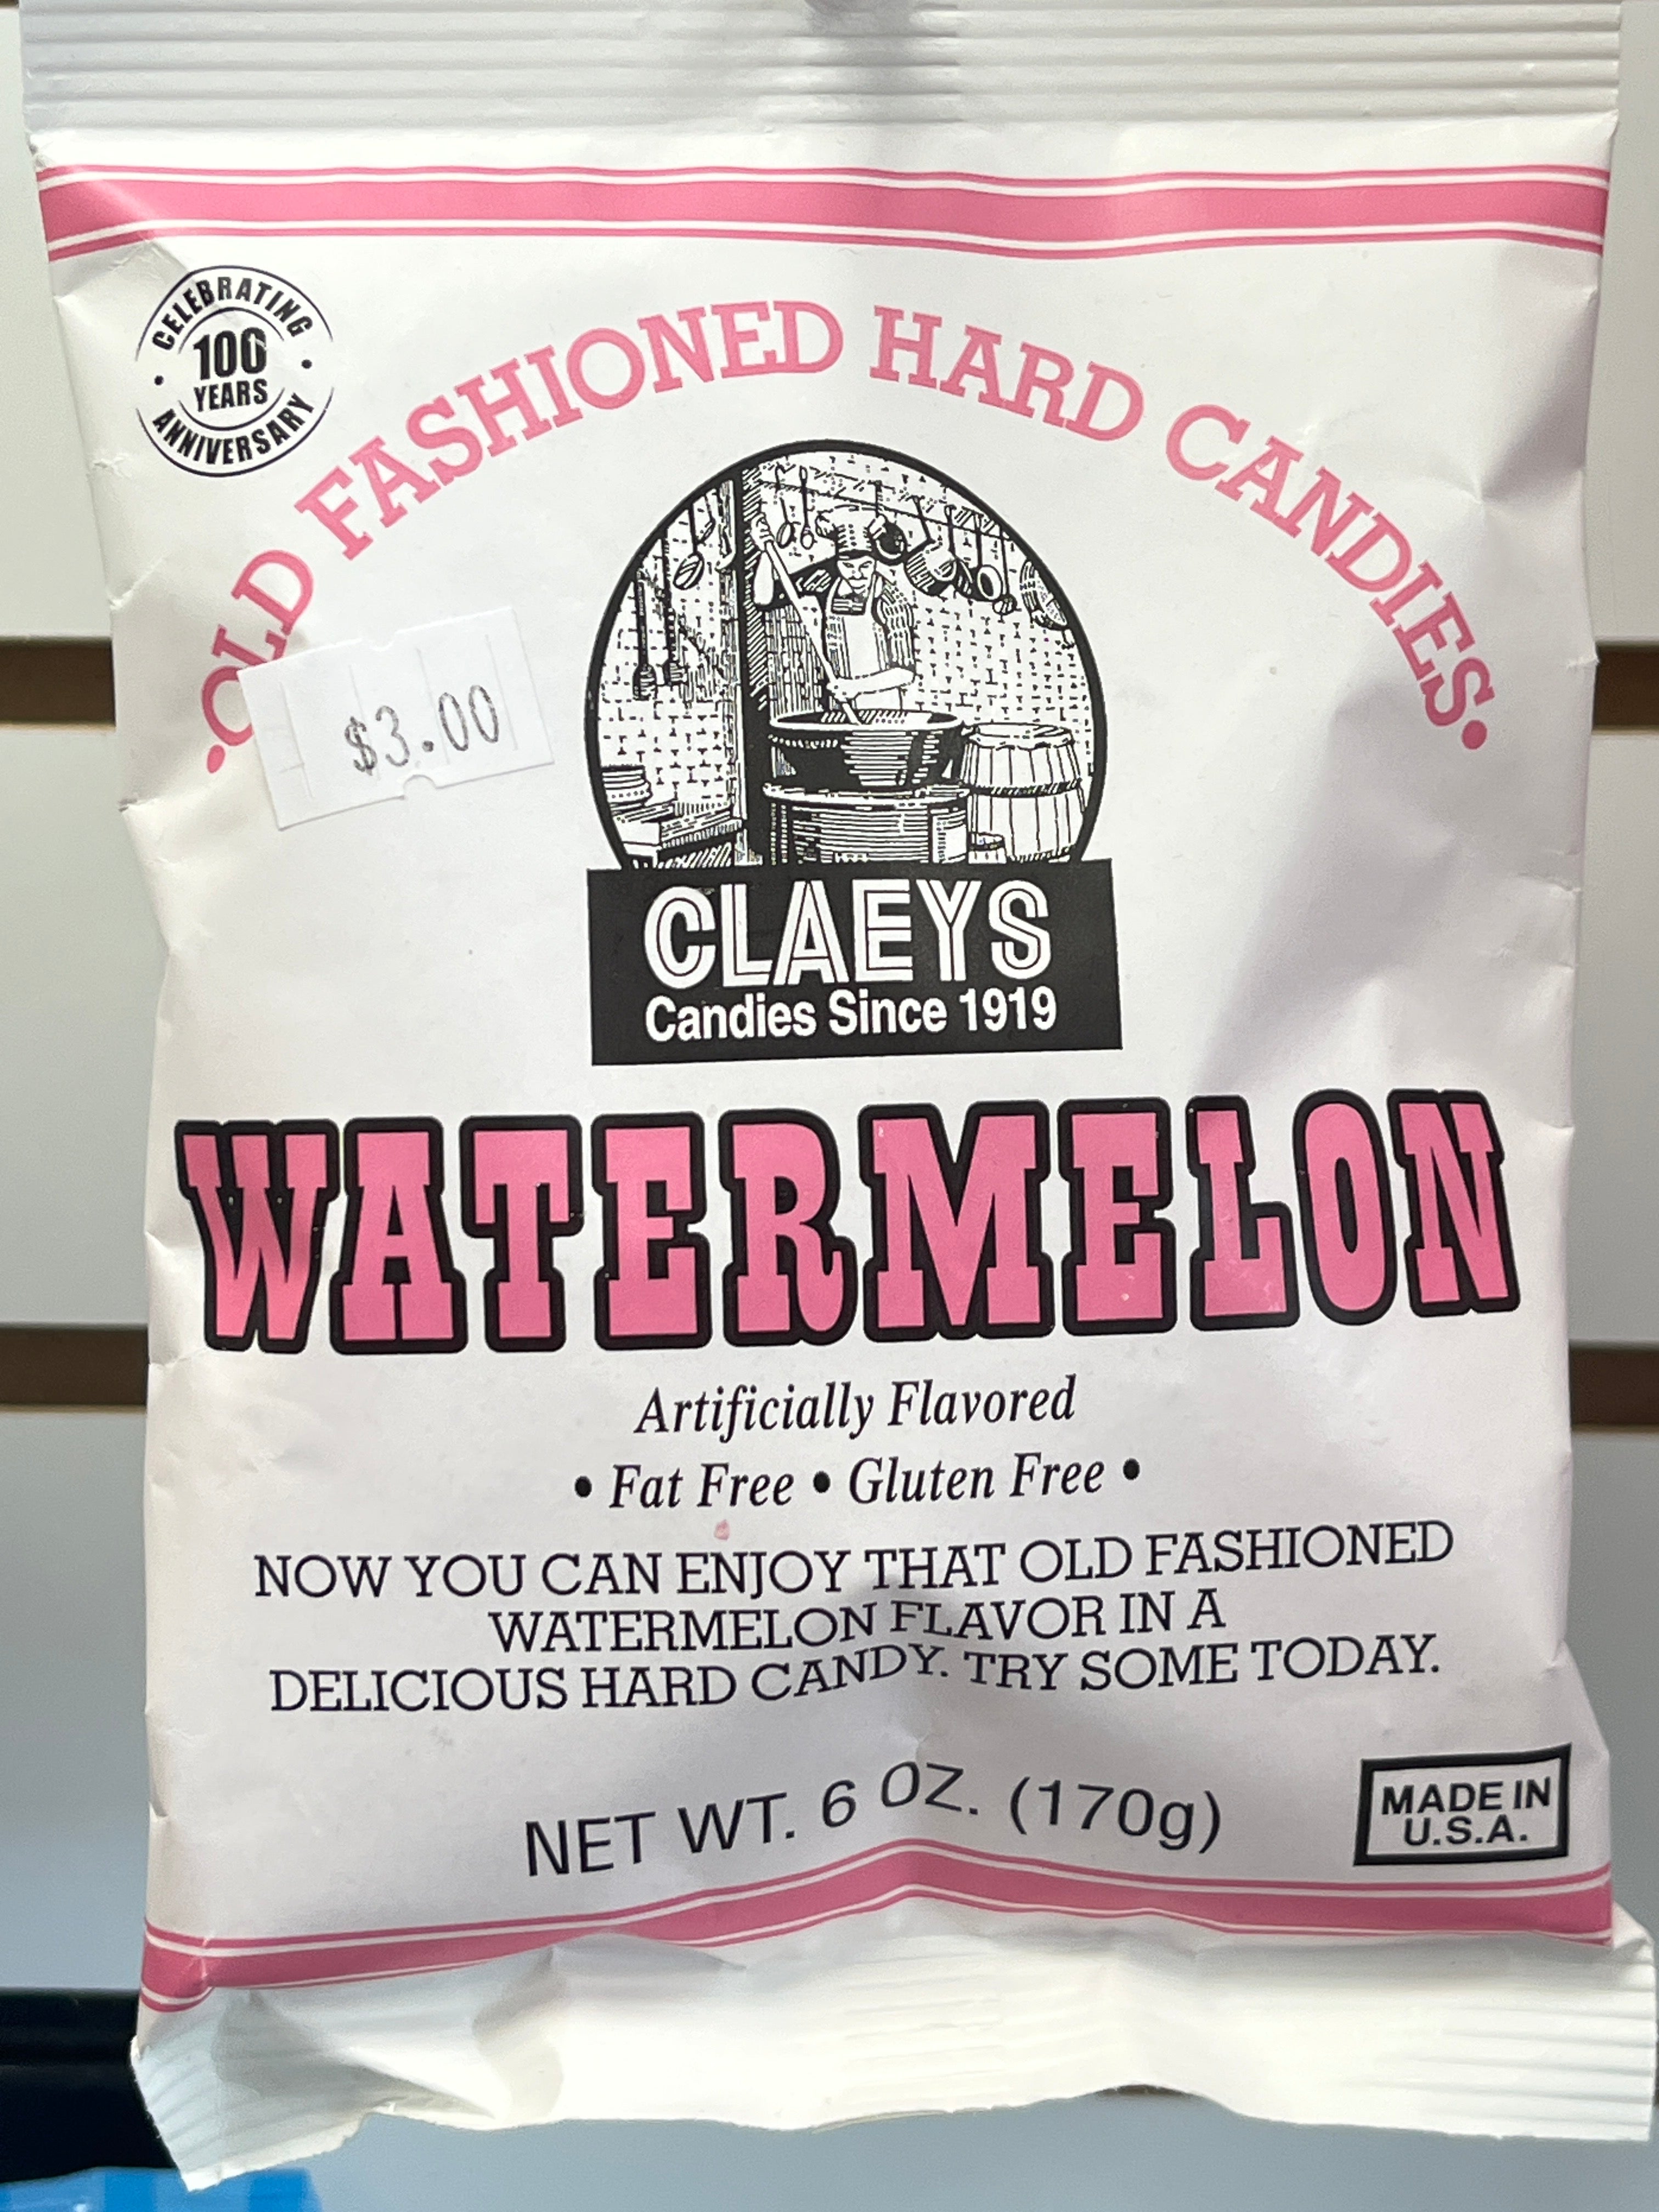 CELEBRATING
100
YEARS
ANNIVERSARY
•OLD FASHIONED HARD CANDIES•
$3.00
CLAEYS
Candies Since 1919
WATERMELON
Artificially Flavored
• Fat Free • Gluten Free •
NOW YOU CAN ENJOY THAT OLD FASHIONED
WATERMELON FLAVOR IN A
DELICIOUS HARD CANDY. TRY SOME TODAY.
NET WT. 6 OZ. (170g)
MADE IN
U.S.A.